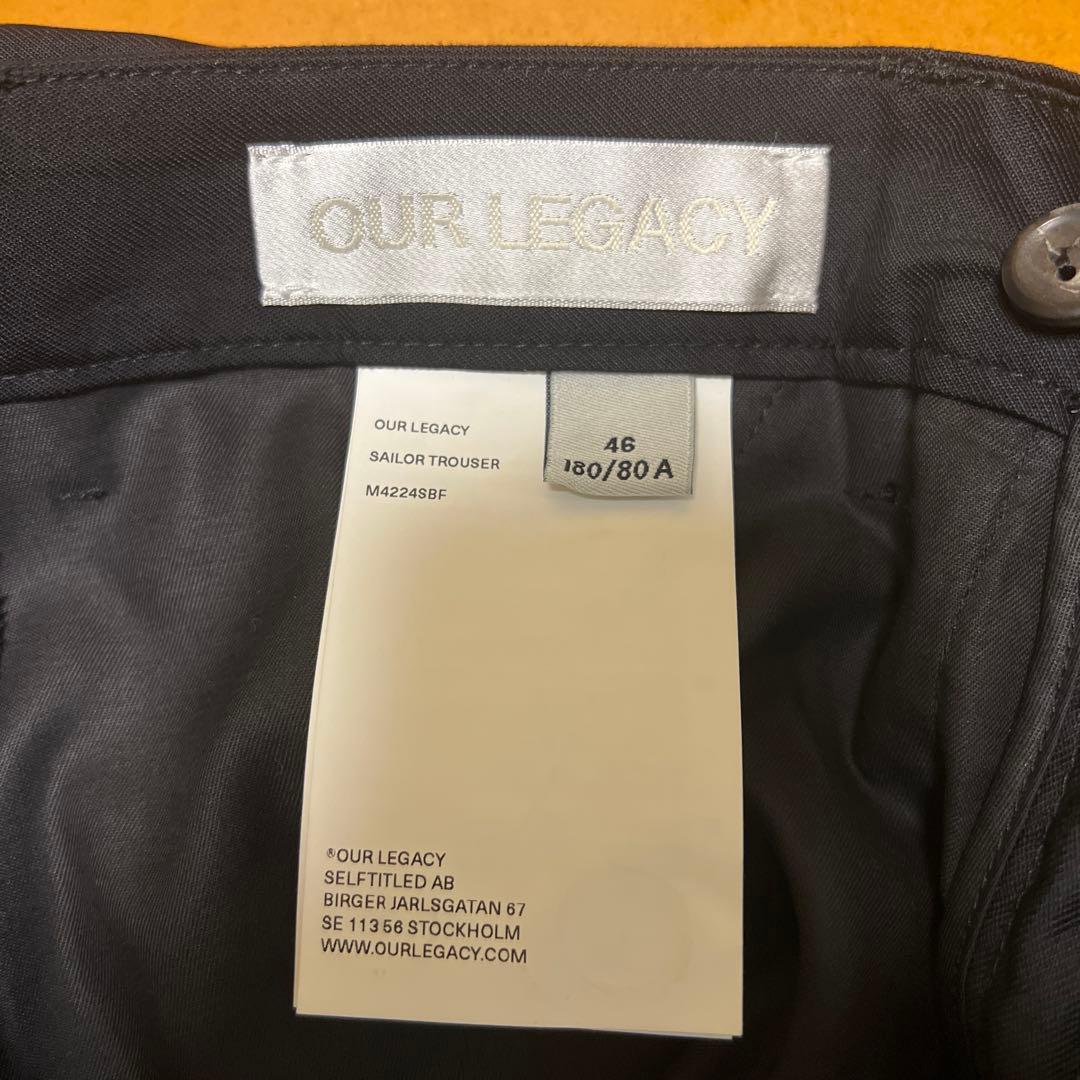 OUR LEGACY
OUR LEGACY
SAILOR TROUSER
M4224SBF
46
180/80 A
®OUR LEGACY
SELFTITLED AB
BIRGER JARLSGATAN 67
SE 113 56 STOCKHOLM
WWW.OURLEGACY.COM